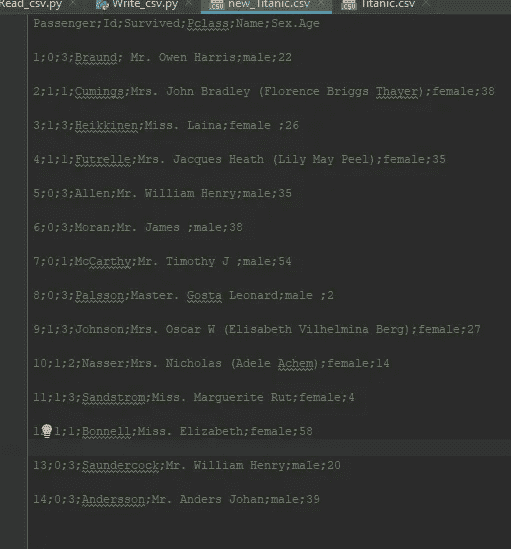 Read_csv.py Write_csv.py new_Titanic.csv Titanic.csv
Passenger;Id;Survived;Pclass;Name;Sex.Age
1;0;3;Braund; Mr. Owen Harris;male;22
2;1;1;Cumings;Mrs. John Bradley (Florence Briggs Thayer);female;38
3;1;3;Heikkinen;Miss. Laina;female ;26
4;1;1;Futrelle;Mrs. Jacques Heath (Lily May Peel);female;35
5;0;3;Allen;Mr. William Henry;male;35
6;0;3;Moran;Mr. James ;male;38
7;0;1;McCarthy;Mr. Timothy J ;male;54
8;0;3;Palsson;Master. Gosta Leonard;male ;2
9;1;3;Johnson;Mrs. Oscar W (Elisabeth Vilhelmina Berg);female;27
10;1;2;Nasser;Mrs. Nicholas (Adele Achem);female;14
11;1;3;Sandstrom;Miss. Marguerite Rut;female;4
1;1;Bonnell;Miss. Elizabeth;female;58
13;0;3;Saundercock;Mr. William Henry;male;20
14;0;3;Andersson;Mr. Anders Johan;male;39